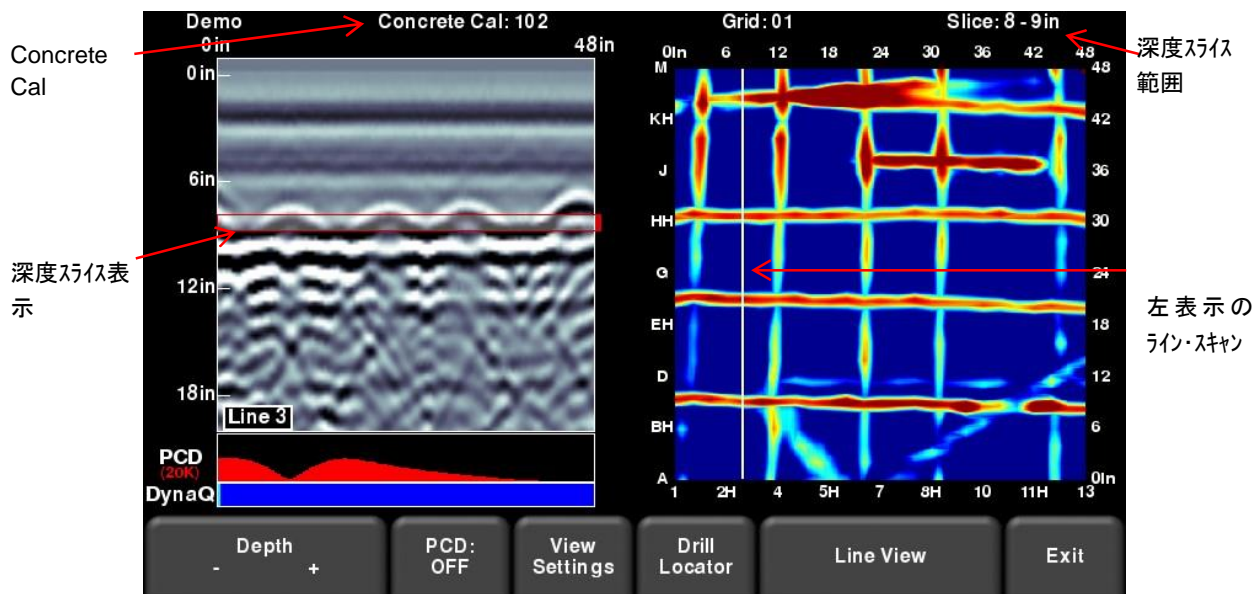 Demo
Concrete Cal: 102
Grid: 01
Slice: 8 - 9in
Concrete
Cal
深度ｽﾗｲｽ
範囲
0in
48in
0in
6in
12in
18in
Line 3
深度ｽﾗｲｽ表
示
PCD
(20K)
DynaQ
0In 6 12 18 24 30 36 42 48
M
KH
J
HH
G
EH
D
BH
A
48
42
36
30
24
18
12
6
0In
1 2H 4 5H 7 8H 10 11H 13
左表示の
ﾗｲﾝ･ｽｷｬﾝ
Depth
- +
PCD:
OFF
View
Settings
Drill
Locator
Line View
Exit